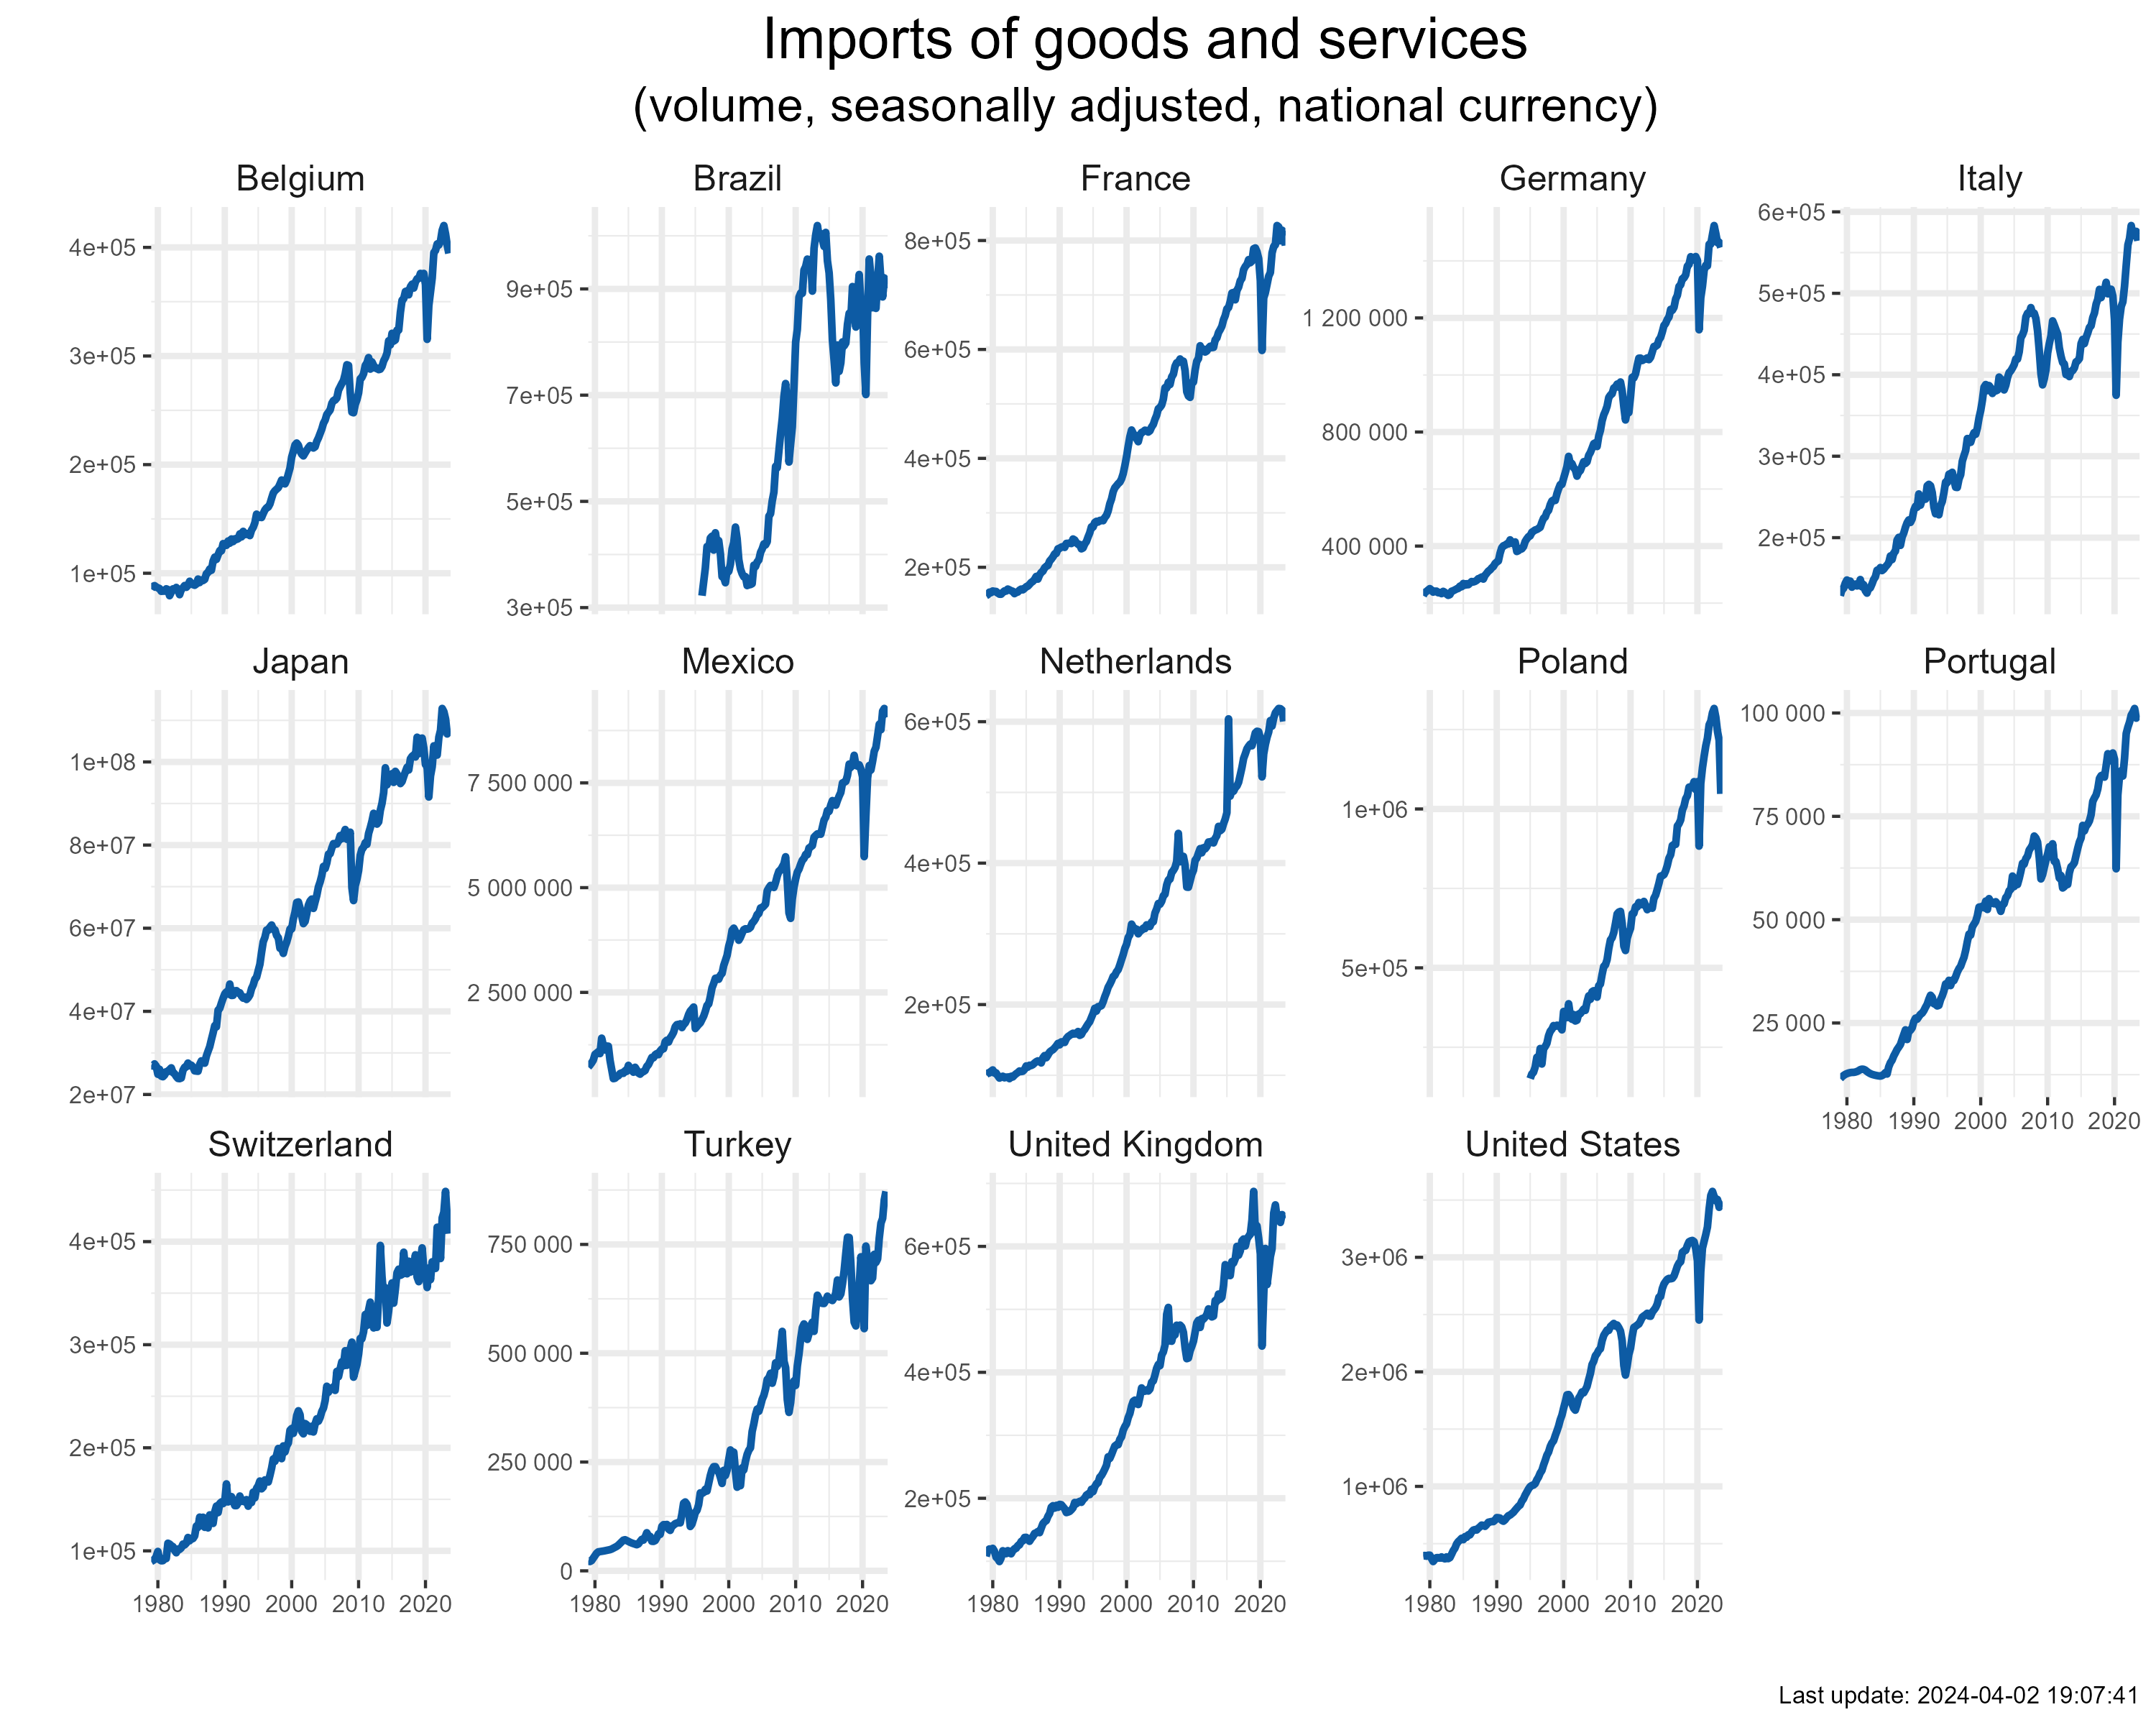 Imports of goods and services
(volume, seasonally adjusted, national currency)
Belgium
Brazil
France
Germany
Italy
4e+05
3e+05
2e+05
1e+05
9e+05
7e+05
5e+05
3e+05
8e+05
6e+05
4e+05
2e+05
1 200 000
800 000
400 000
6e+05
5e+05
4e+05
3e+05
2e+05
Japan
Mexico
Netherlands
Poland
Portugal
1e+08
8e+07
6e+07
4e+07
2e+07
7 500 000
5 000 000
2 500 000
6e+05
4e+05
2e+05
1e+06
5e+05
100 000
75 000
50 000
25 000
1980 1990 2000 2010 2020
Switzerland
Turkey
United Kingdom
United States
4e+05
3e+05
2e+05
1e+05
750 000
500 000
250 000
0
6e+05
4e+05
2e+05
3e+06
2e+06
1e+06
1980 1990 2000 2010 2020
1980 1990 2000 2010 2020
1980 1990 2000 2010 2020
1980 1990 2000 2010 2020
Last update: 2024-04-02 19:07:41